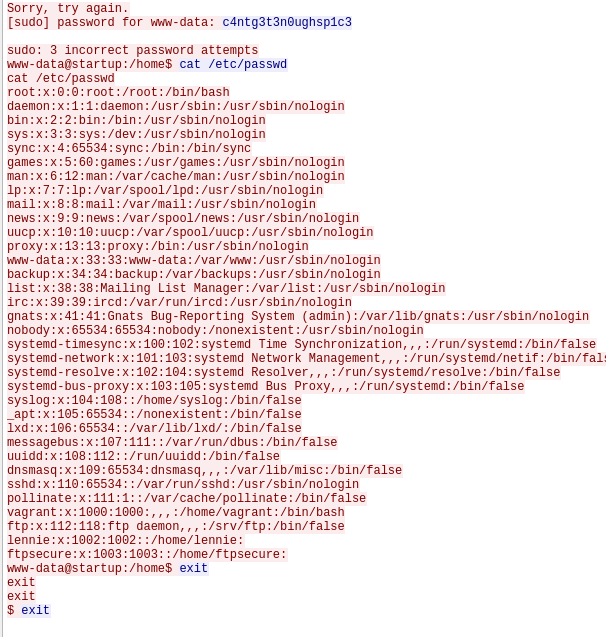 Sorry, try again.
[sudo] password for www-data: c4ntg3t3n0ughsp1c3
sudo: 3 incorrect password attempts
www-data@startup:/home$ cat /etc/passwd
cat /etc/passwd
root:x:0:0:root:/root:/bin/bash
daemon:x:1:1:daemon:/usr/sbin:/usr/sbin/nologin
bin:x:2:2:bin:/bin:/usr/sbin/nologin
sys:x:3:3:sys:/dev:/usr/sbin/nologin
sync:x:4:65534:sync:/bin:/bin/sync
games:x:5:60:games:/usr/games:/usr/sbin/nologin
man:x:6:12:man:/var/cache/man:/usr/sbin/nologin
lp:x:7:7:lp:/var/spool/lpd:/usr/sbin/nologin
mail:x:8:8:mail:/var/mail:/usr/sbin/nologin
news:x:9:9:news:/var/spool/news:/usr/sbin/nologin
uucp:x:10:10:uucp:/var/spool/uucp:/usr/sbin/nologin
proxy:x:13:13:proxy:/bin:/usr/sbin/nologin
www-data:x:33:33:www-data:/var/www:/usr/sbin/nologin
backup:x:34:34:backup:/var/backups:/usr/sbin/nologin
list:x:38:38:Mailing List Manager:/var/list:/usr/sbin/nologin
irc:x:39:39:ircd:/var/run/ircd:/usr/sbin/nologin
gnats:x:41:41:Gnats Bug-Reporting System (admin):/var/lib/gnats:/usr/sbin/nologin
nobody:x:65534:65534:nobody:/nonexistent:/usr/sbin/nologin
systemd-timesync:x:100:102:systemd Time Synchronization,,,:/run/systemd:/bin/false
systemd-network:x:101:103:systemd Network Management,,,:/run/systemd/netif:/bin/fals
systemd-resolve:x:102:104:systemd Resolver,,,:/run/systemd/resolve:/bin/false
systemd-bus-proxy:x:103:105:systemd Bus Proxy,,,:/run/systemd:/bin/false
syslog:x:104:108::/home/syslog:/bin/false
_apt:x:105:65534::/nonexistent:/bin/false
lxd:x:106:65534::/var/lib/lxd/:/bin/false
messagebus:x:107:111::/var/run/dbus:/bin/false
uuidd:x:108:112::/run/uuidd:/bin/false
dnsmasq:x:109:65534:dnsmasq,,,:/var/lib/misc:/bin/false
sshd:x:110:65534::/var/run/sshd:/usr/sbin/nologin
pollinate:x:111:1::/var/cache/pollinate:/bin/false
vagrant:x:1000:1000:,,,:/home/vagrant:/bin/bash
ftp:x:112:118:ftp daemon,,,:/srv/ftp:/bin/false
lennie:x:1002:1002::/home/lennie:
ftpsecure:x:1003:1003::/home/ftpsecure:
www-data@startup:/home$ exit
exit
exit
$ exit